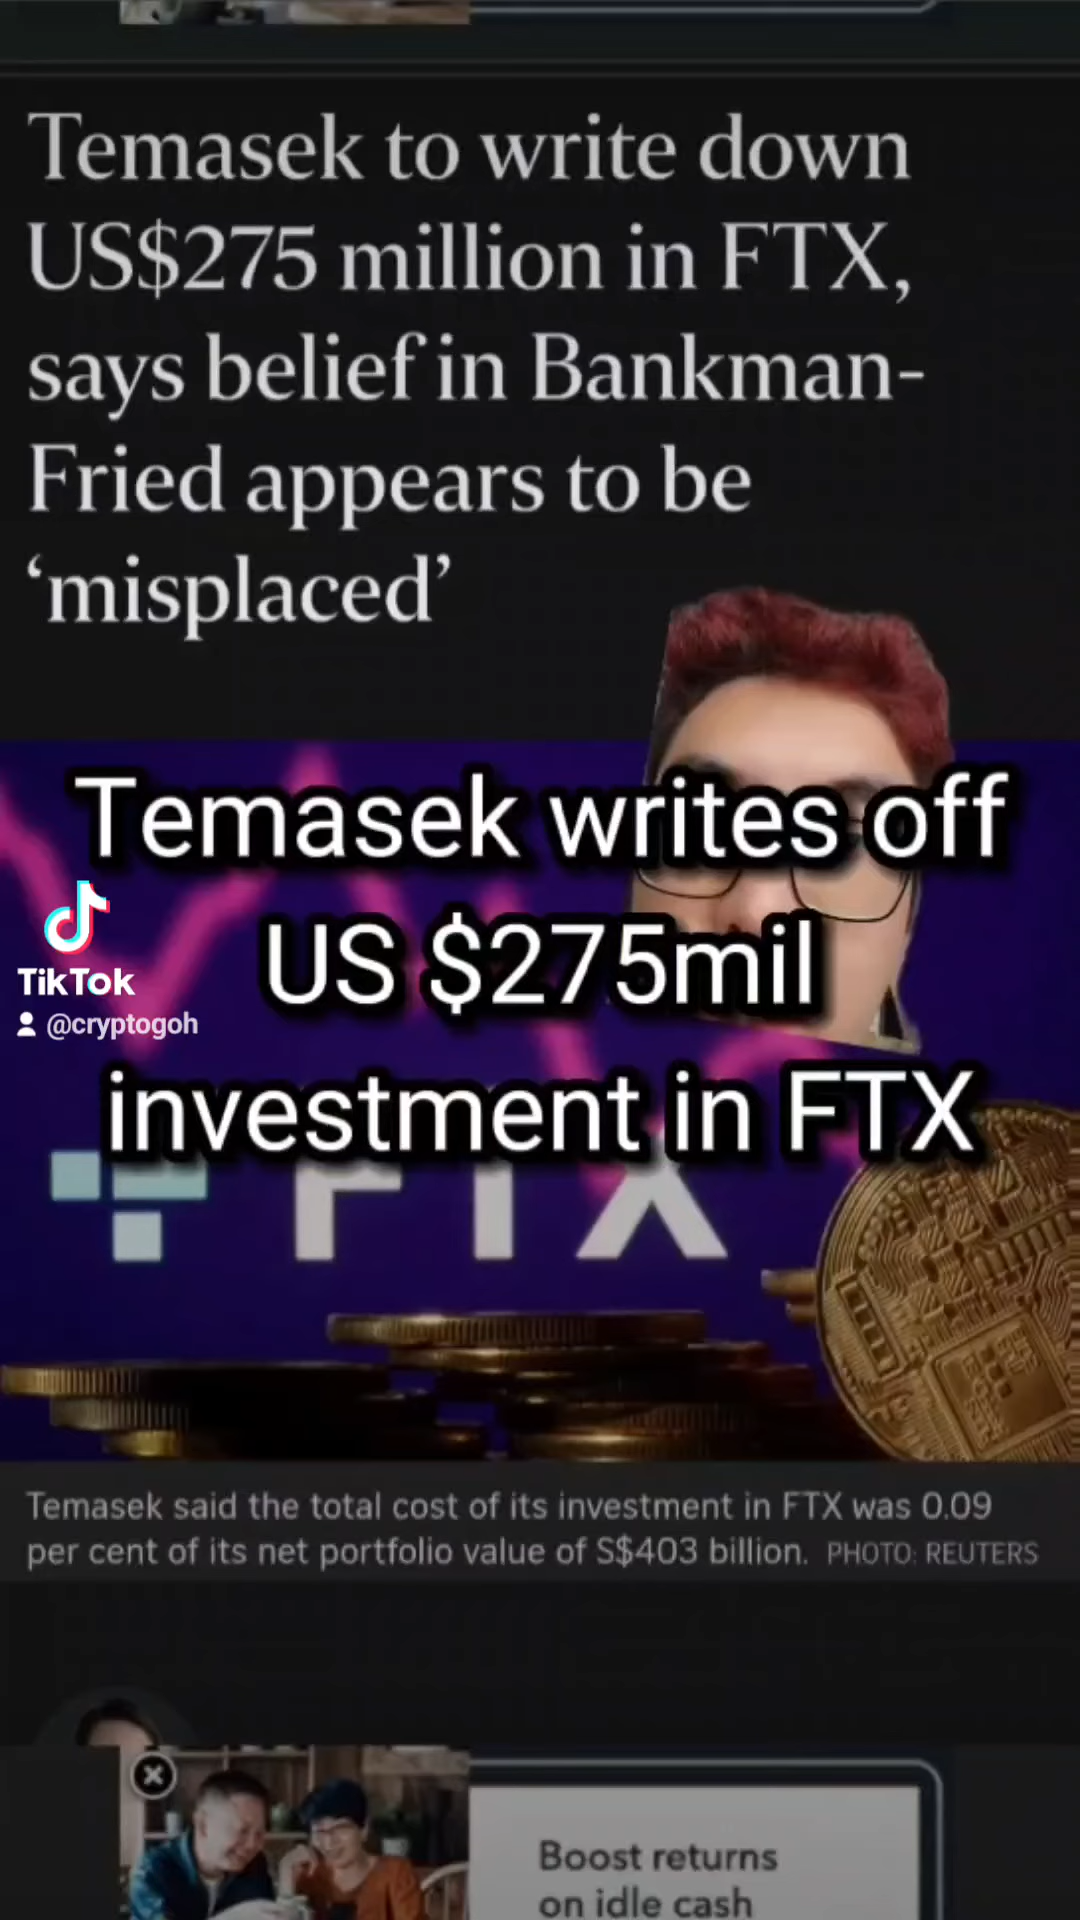 Temasek to write down
US$275 million in FTX,
says belief in Bankman-
Fried appears to be
‘misplaced’
Temasek writes off
US $275mil
investment in FTX
TikTok
@cryptogoh
FTX
Temasek said the total cost of its investment in FTX was 0.09
per cent of its net portfolio value of S$403 billion. PHOTO: REUTERS
Boost returns
on idle cash